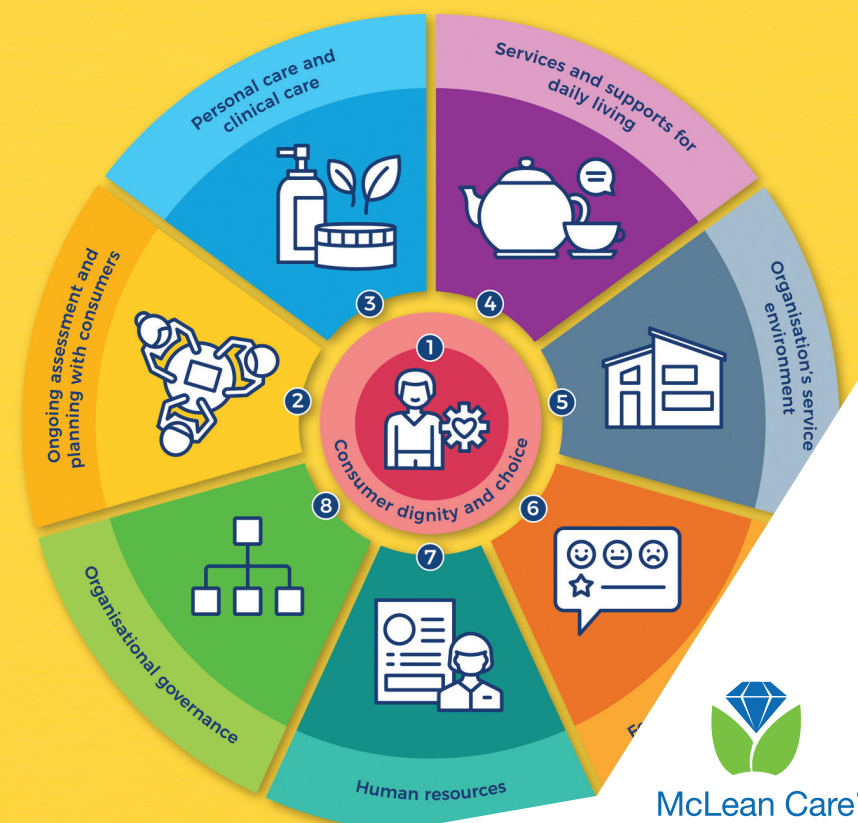 Personal care and
clinical care
Services and supports for
daily living
Ongoing assessment and
planning with consumers
Organisation's service
environment
3
4
1
2
5
Consumer dignity and choice
8
6
7
Organisational governance
Human resources
McLean Care